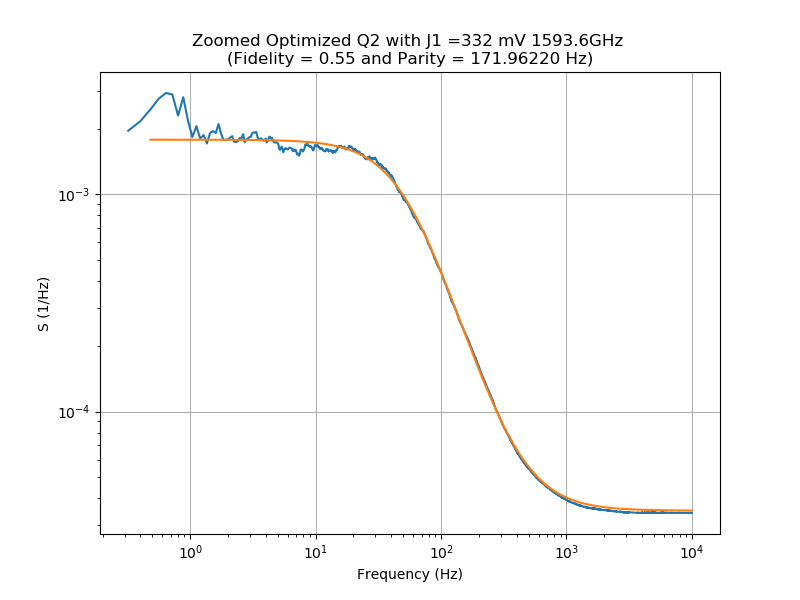 Zoomed Optimized Q2 with J1 =332 mV 1593.6GHz
(Fidelity = 0.55 and Parity = 171.96220 Hz)
S (1/Hz)
10⁻³
10⁻⁴
10⁰ 10¹ 10² 10³ 10⁴
Frequency (Hz)